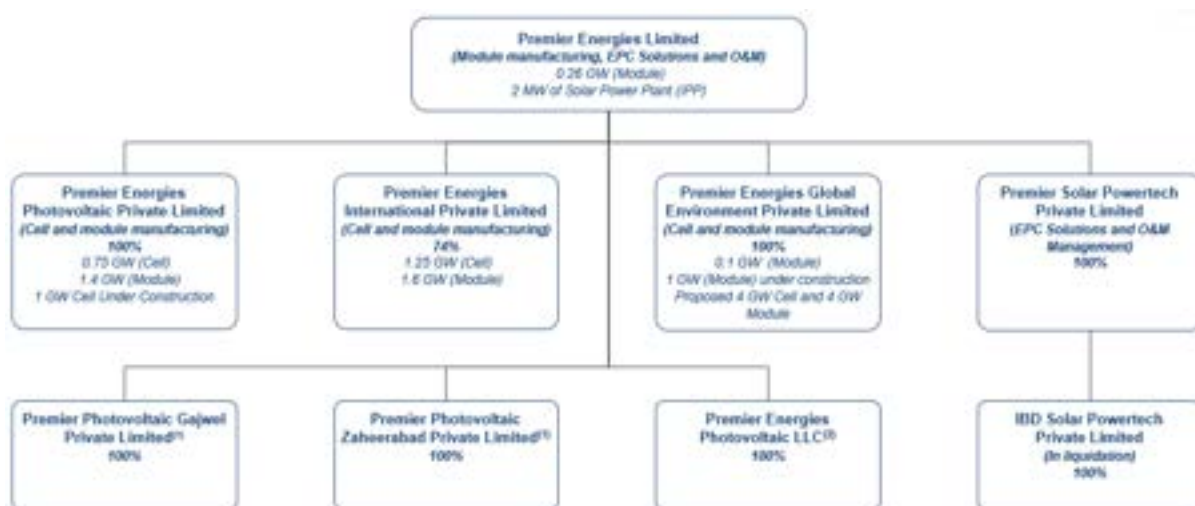 Premier Energies Limited
(Module manufacturing, EPC Solutions and O&M)
0.26 GW (Module)
2 MW of Solar Power Plant (IPP)
Premier Energies
Photovoltaic Private Limited
(Cell and module manufacturing)
100%
0.75 GW (Cell)
1.4 GW (Module)
1 GW Cell Under Construction
Premier Energies
International Private Limited
(Cell and module manufacturing)
74%
1.25 GW (Cell)
1.6 GW (Module)
Premier Energies Global
Environment Private Limited
(Cell and module manufacturing)
100%
0.1 GW (Module)
1 GW (Module) under construction
Proposed 4 GW Cell and 4 GW
Module
Premier Solar Powertech
Private Limited
(EPC Solutions and O&M
Management)
100%
Premier Photovoltaic Gajwel
Private Limited(1)
100%
Premier Photovoltaic
Zaheerabad Private Limited(1)
100%
Premier Energies
Photovoltaic LLC(2)
100%
IBD Solar Powertech
Private Limited
(In liquidation)
100%